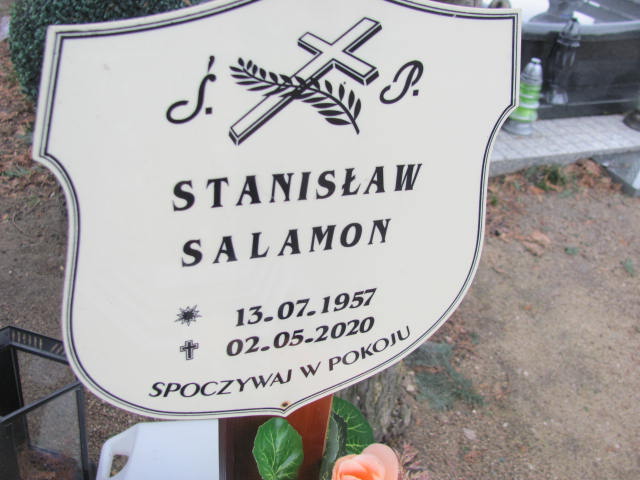 Ś. P.
STANISŁAW
SALAMON
13.07.1957
02.05.2020
SPOCZYWAJ W POKOJU